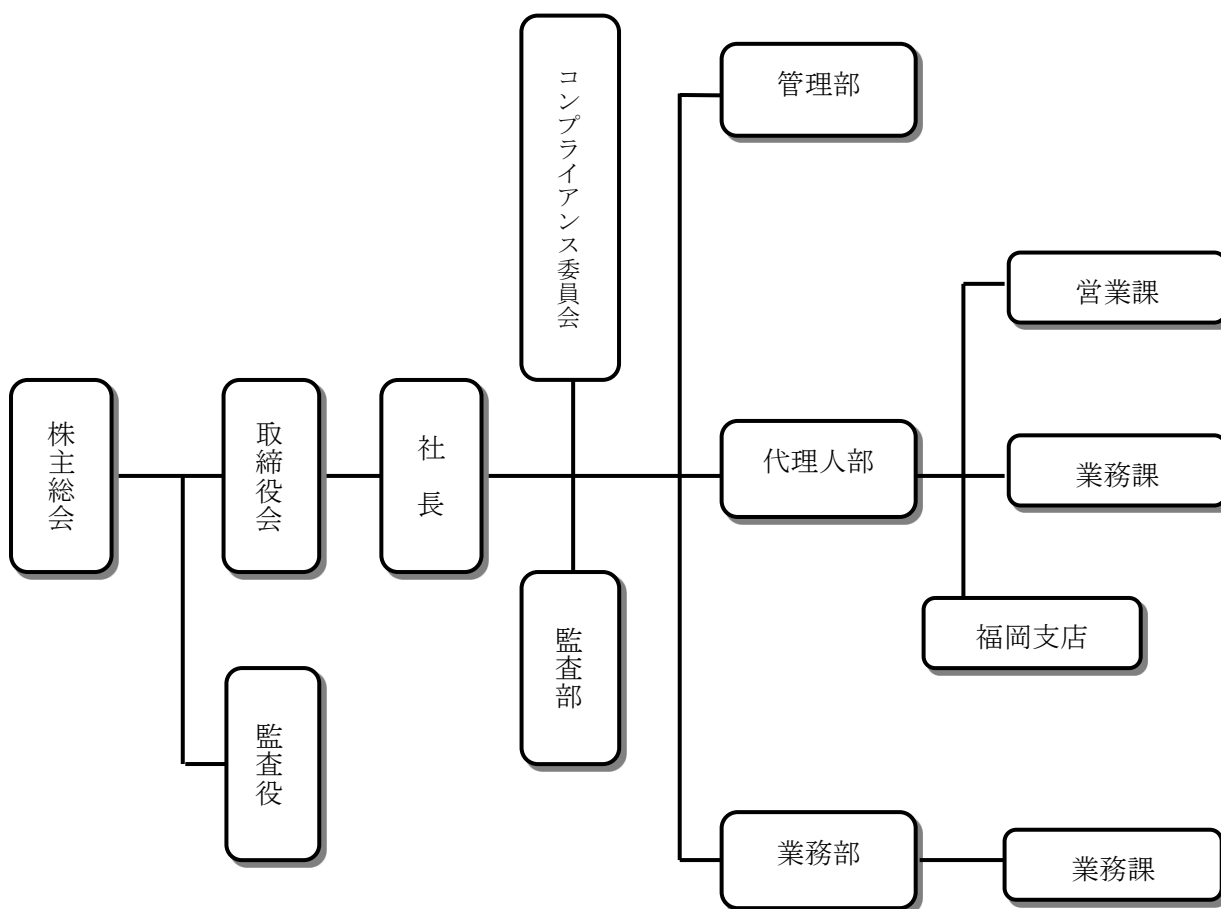 株主総会
取締役会
監査役
社長
コンプライアンス委員会
監査部
管理部
代理人部
営業課
業務課
福岡支店
業務部
業務課